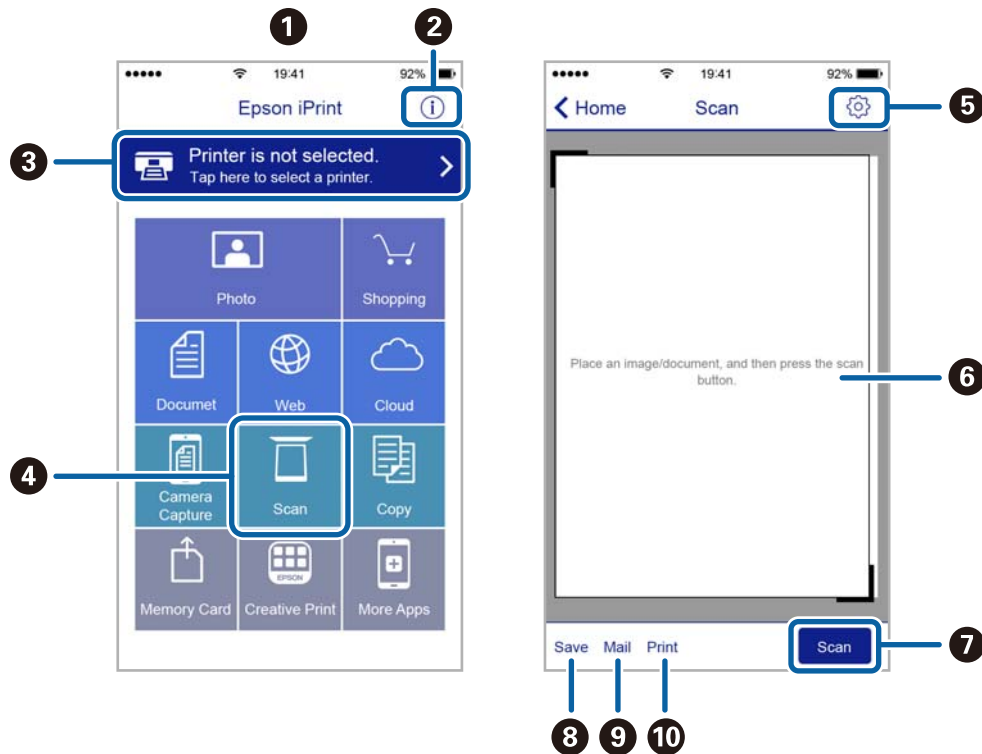 1
2
19:41
92%
Epson iPrint
3
Printer is not selected.
Tap here to select a printer.
Photo
Shopping
Documet
Web
Cloud
4
Camera
Capture
Scan
Copy
EPSON
Memory Card
Creative Print
More Apps
19:41
92%
Home
Scan
5
Place an image/document, and then press the scan
button.
6
Save
Mail
Print
Scan
7
8
9
10